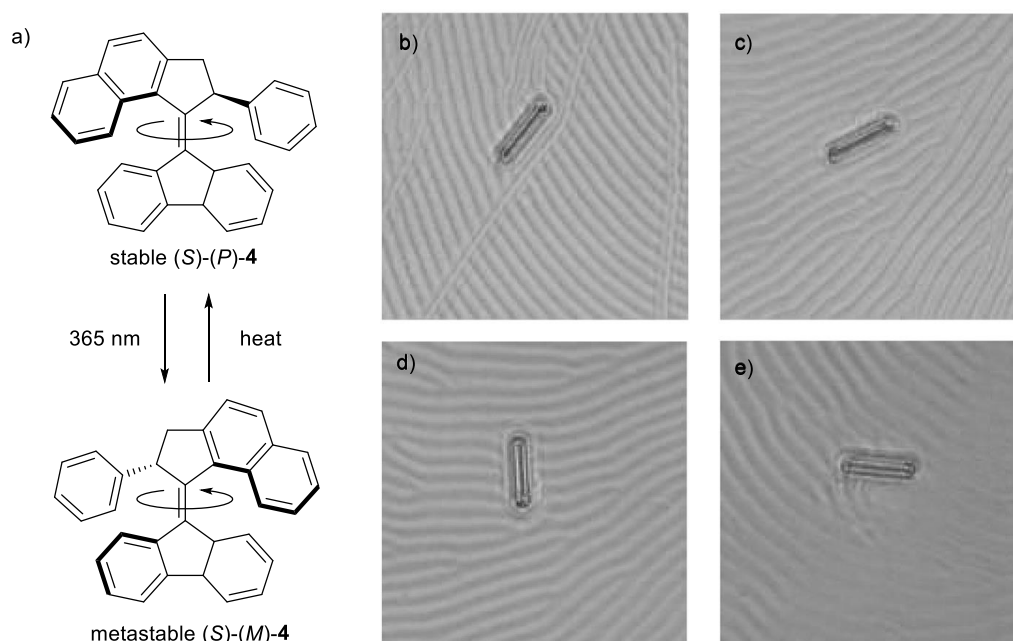 a)
stable (S)-(P)-4
365 nm
heat
metastable (S)-(M)-4
b)
c)
d)
e)